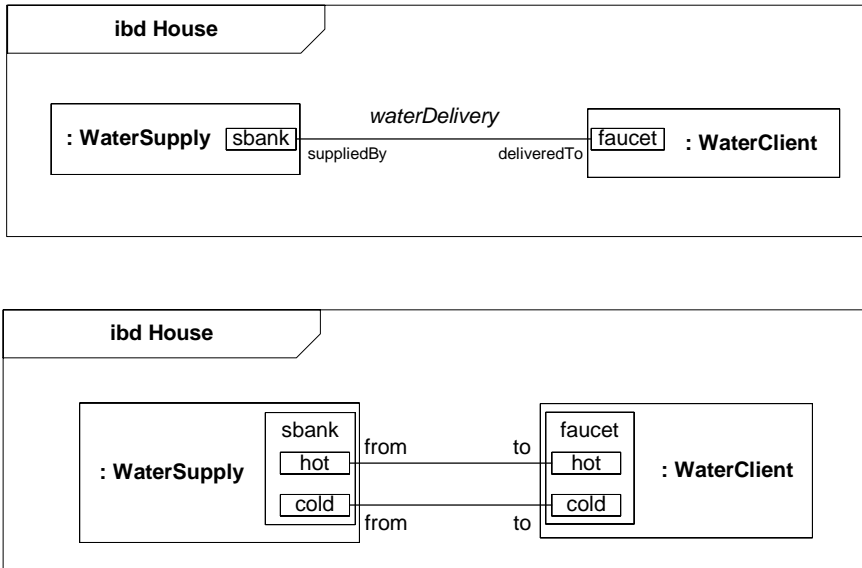 ibd House
waterDelivery
: WaterSupply sbank faucet : WaterClient
suppliedBy deliveredTo
ibd House
sbank faucet
from to
hot hot
: WaterSupply : WaterClient
cold cold
from to